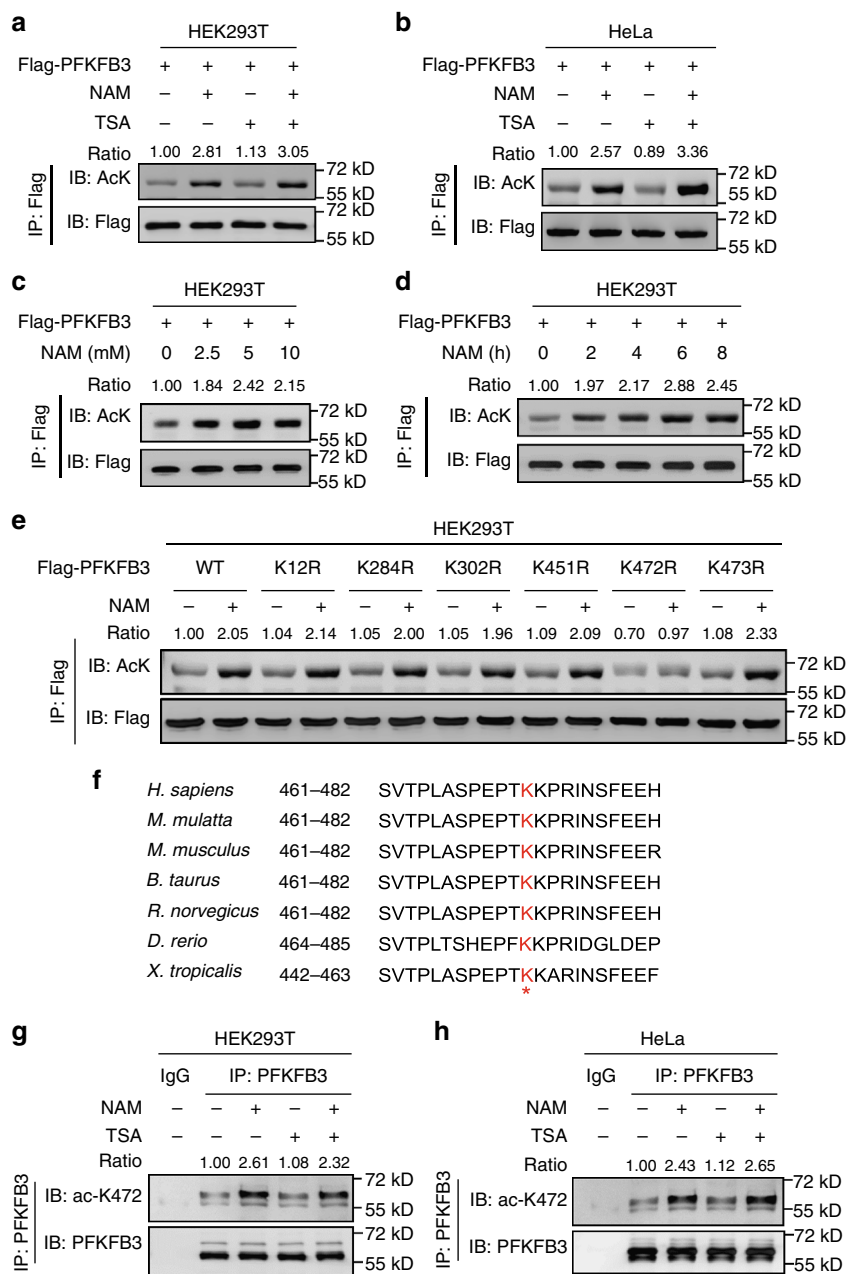 a
HEK293T
Flag-PFKFB3 + + + +
NAM – + – +
TSA – – + +
Ratio 1.00 2.81 1.13 3.05
IP: Flag
IB: AcK 72 kD
55 kD
IB: Flag 72 kD
55 kD
b
HeLa
Flag-PFKFB3 + + + +
NAM – + – +
TSA – – + +
Ratio 1.00 2.57 0.89 3.36
IP: Flag
IB: AcK 72 kD
55 kD
IB: Flag 72 kD
55 kD
c
HEK293T
Flag-PFKFB3 + + + +
NAM (mM) 0 2.5 5 10
Ratio 1.00 1.84 2.42 2.15
IP: Flag
IB: AcK 72 kD
55 kD
IB: Flag 72 kD
55 kD
d
HEK293T
Flag-PFKFB3 + + + + +
NAM (h) 0 2 4 6 8
Ratio 1.00 1.97 2.17 2.88 2.45
IP: Flag
IB: AcK 72 kD
55 kD
IB: Flag 72 kD
55 kD
e
HEK293T
Flag-PFKFB3 WT K12R K284R K302R K451R K472R K473R
NAM – + – + – + – + – + – + – +
Ratio 1.00 2.05 1.04 2.14 1.05 2.00 1.05 1.96 1.09 2.09 0.70 0.97 1.08 2.33
IP: Flag
IB: AcK 72 kD
55 kD
IB: Flag 72 kD
55 kD
f
H. sapiens 461–482 SVTPLASPEPTKKPRINSFEEH
M. mulatta 461–482 SVTPLASPEPTKKPRINSFEEH
M. musculus 461–482 SVTPLASPEPTKKPRINSFEER
B. taurus 461–482 SVTPLASPEPTKKPRINSFEEH
R. norvegicus 461–482 SVTPLASPEPTKKPRINSFEEH
D. rerio 464–485 SVTPLTSHEPFKKPRIDGLDEP
X. tropicalis 442–463 SVTPLASPEPTKKARINSFEEF
*
g
HEK293T
IgG IP: PFKFB3
NAM – – + – +
TSA – – – + +
Ratio 1.00 2.61 1.08 2.32
IP: PFKFB3
IB: ac-K472 72 kD
55 kD
IB: PFKFB3 72 kD
55 kD
h
HeLa
IgG IP: PFKFB3
NAM – – + – +
TSA – – – + +
Ratio 1.00 2.43 1.12 2.65
IP: PFKFB3
IB: ac-K472 72 kD
55 kD
IB: PFKFB3 72 kD
55 kD